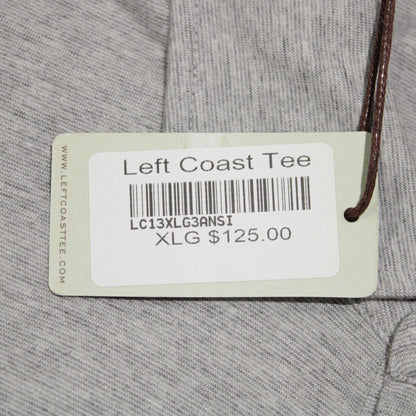 WWW.LEFTCOASTTEE.COM
Left Coast Tee
LC13XLG3ANSI
XLG $125.00